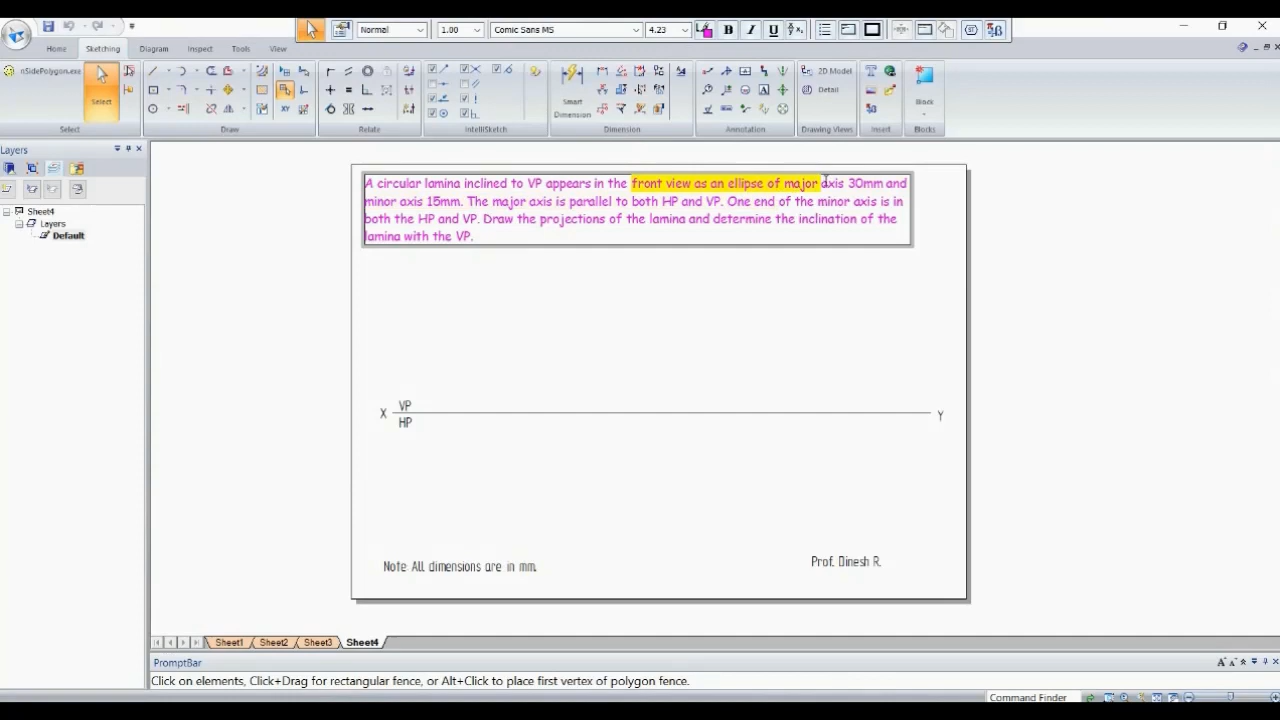 Normal 1.00 Comic Sans MS 4.23 B I U
Home Sketching Diagram Inspect Tools View
nSidePolygon.exe
Select
Smart Dimension
2D Model
Detail
Block
Select Draw Relate IntelliSketch Dimension Annotation Drawing Views Insert Blocks
Layers
Sheet4
Layers
Default
A circular lamina inclined to VP appears in the front view as an ellipse of major axis 30mm and
minor axis 15mm. The major axis is parallel to both HP and VP. One end of the minor axis is in
both the HP and VP. Draw the projections of the lamina and determine the inclination of the
lamina with the VP.
VP
X Y
HP
Note: All dimensions are in mm.
Prof. Dinesh R.
Sheet1 Sheet2 Sheet3 Sheet4
PromptBar
Click on elements, Click+Drag for rectangular fence, or Alt+Click to place first vertex of polygon fence.
Command Finder